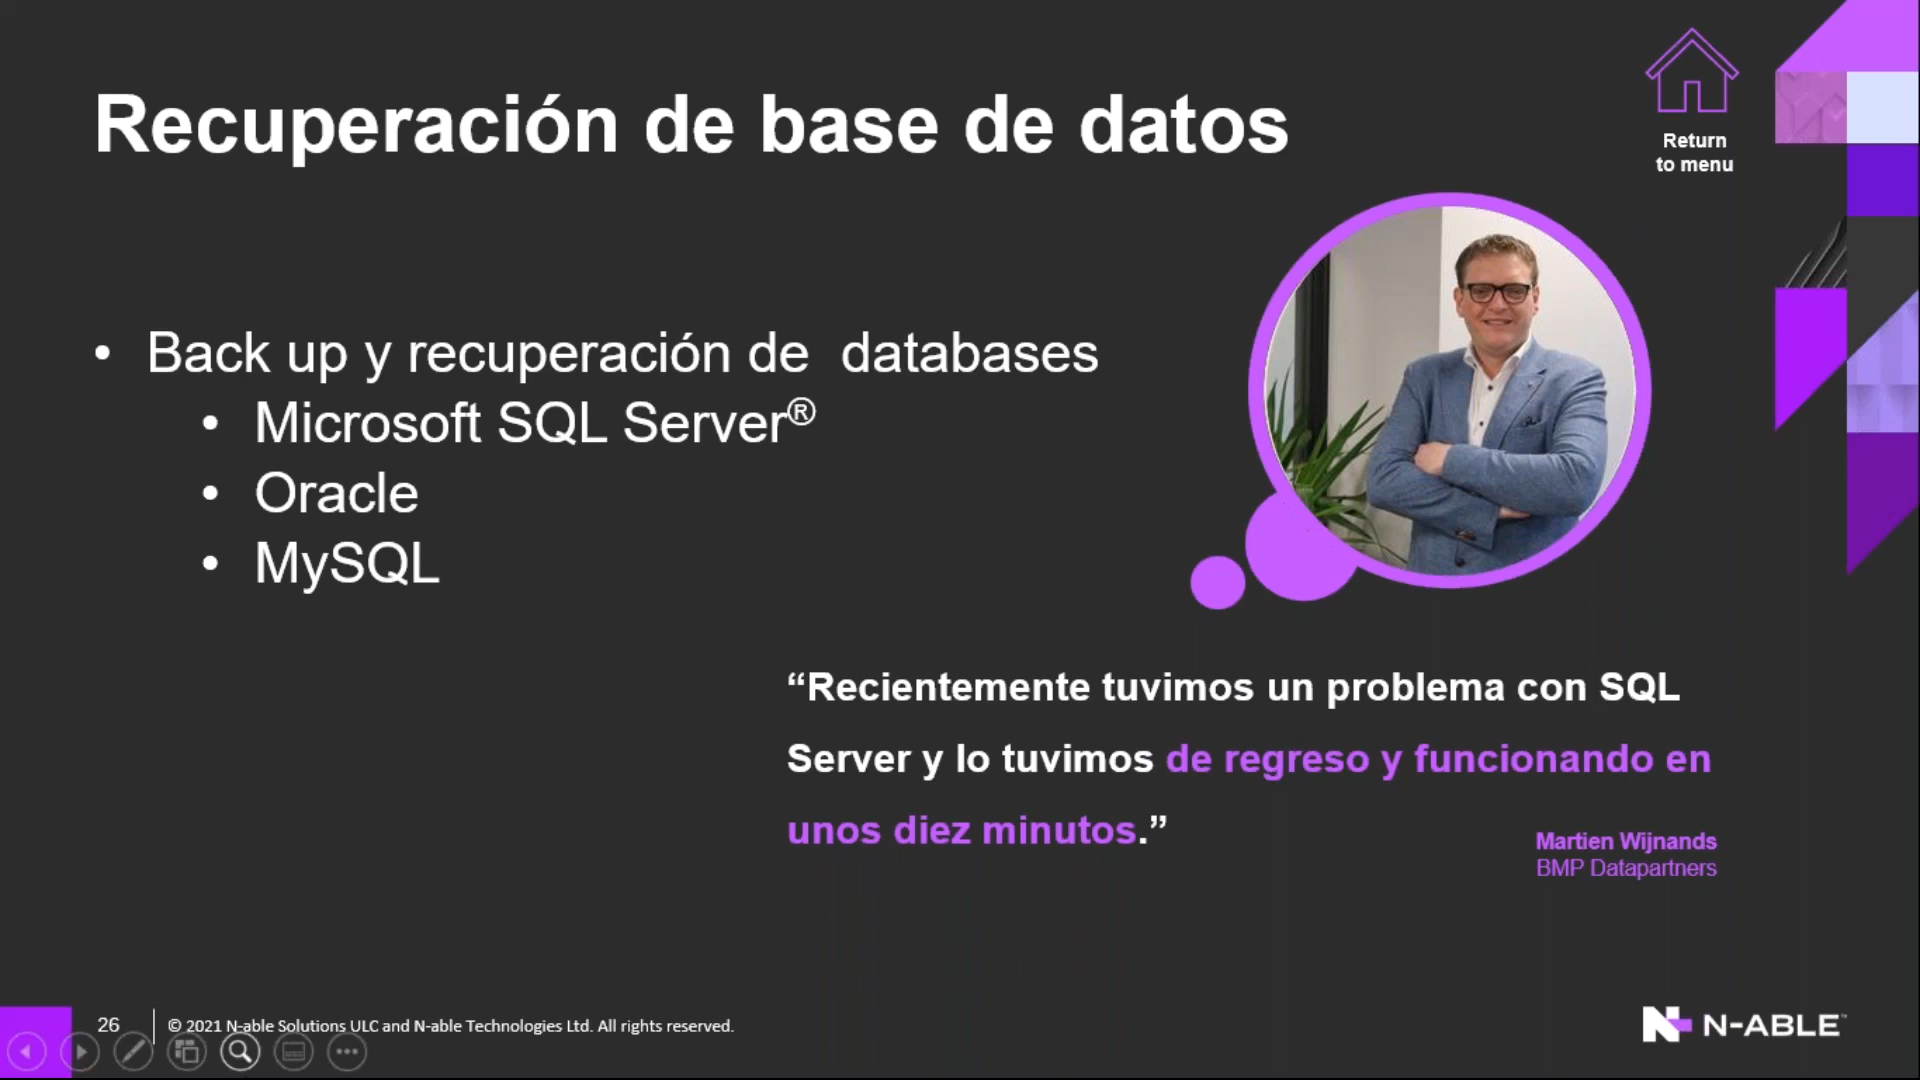 Recuperación de base de datos
Return
to menu
• Back up y recuperación de  databases
• Microsoft SQL Server®
• Oracle
• MySQL
“Recientemente tuvimos un problema con SQL
Server y lo tuvimos de regreso y funcionando en
unos diez minutos.”
Martien Wijnands
BMP Datapartners
26
© 2021 N-able Solutions ULC and N-able Technologies Ltd. All rights reserved.
N-ABLE™